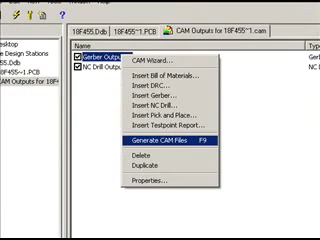 18F455.Ddb
18F455~1.PCB
CAM Outputs for 18F455~1.cam
esktop
e Design Stations
55.Ddb
8F455~1.PCB
CAM Outputs for 18F4
Name
Type
Gerber Outpu
Gerb
NC Drill Outpu
NC D
CAM Wizard...
Insert Bill of Materials...
Insert DRC...
Insert Gerber...
Insert NC Drill...
Insert Pick and Place...
Insert Testpoint Report...
Generate CAM Files F9
Delete
Duplicate
Properties...